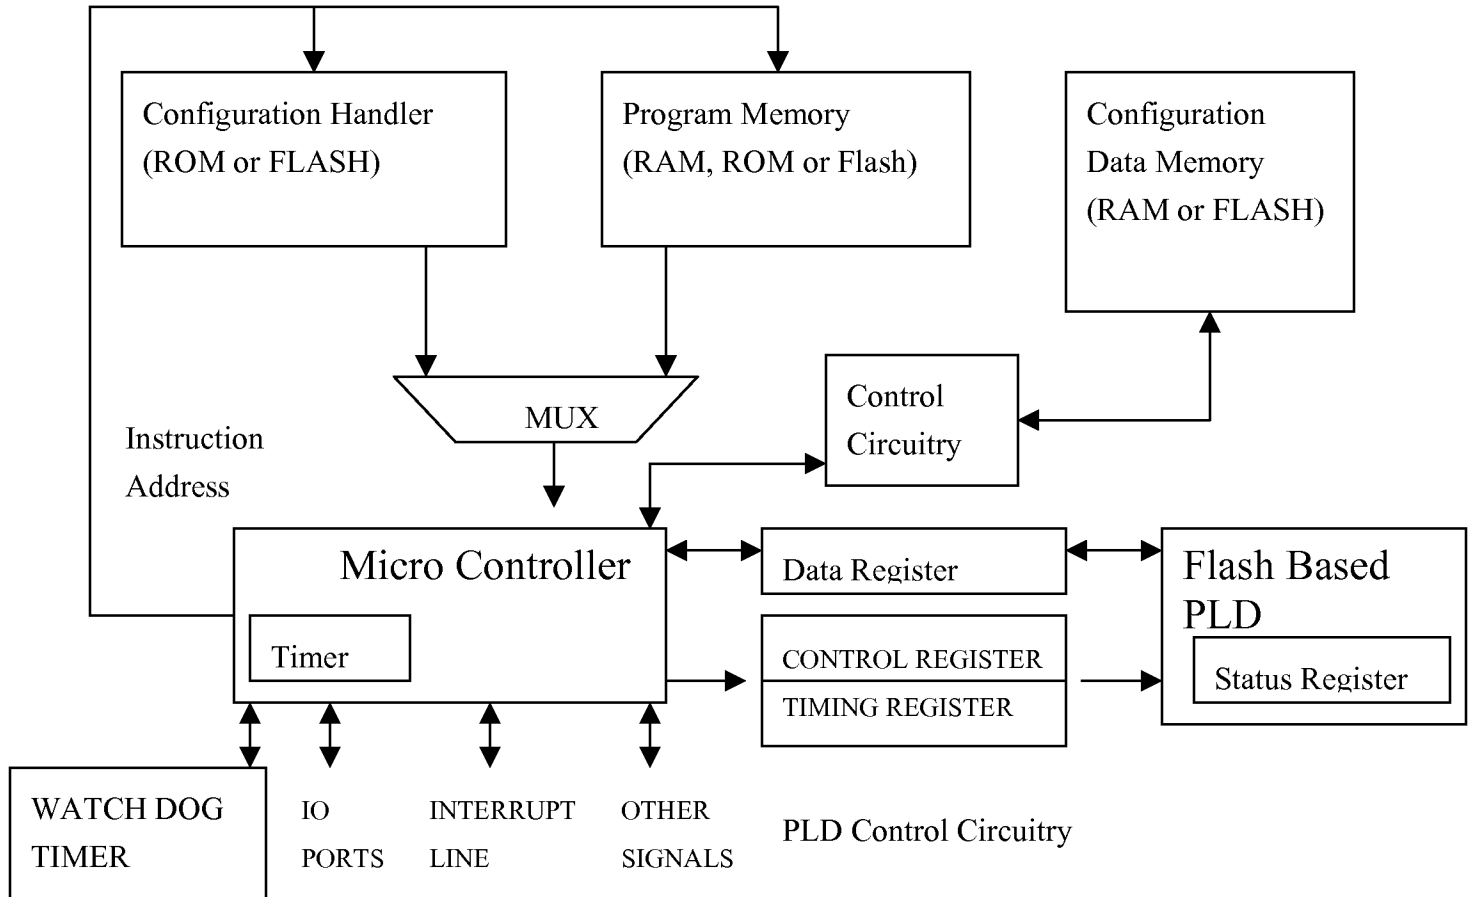 Configuration Handler
(ROM or FLASH)
Program Memory
(RAM, ROM or Flash)
Configuration
Data Memory
(RAM or FLASH)
MUX
Control
Circuitry
Instruction
Address
Micro Controller
Timer
Data Register
CONTROL REGISTER
TIMING REGISTER
Flash Based
PLD
Status Register
WATCH DOG
TIMER
IO
PORTS
INTERRUPT
LINE
OTHER
SIGNALS
PLD Control Circuitry